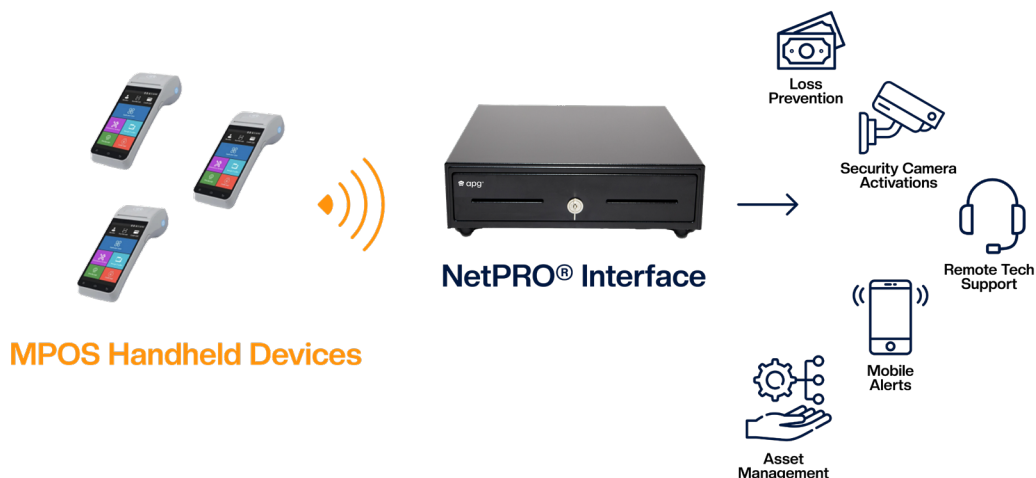 MPOS Handheld Devices
apg
NetPRO® Interface
Loss
Prevention
Security Camera
Activations
Remote Tech
Support
Mobile
Alerts
Asset
Management